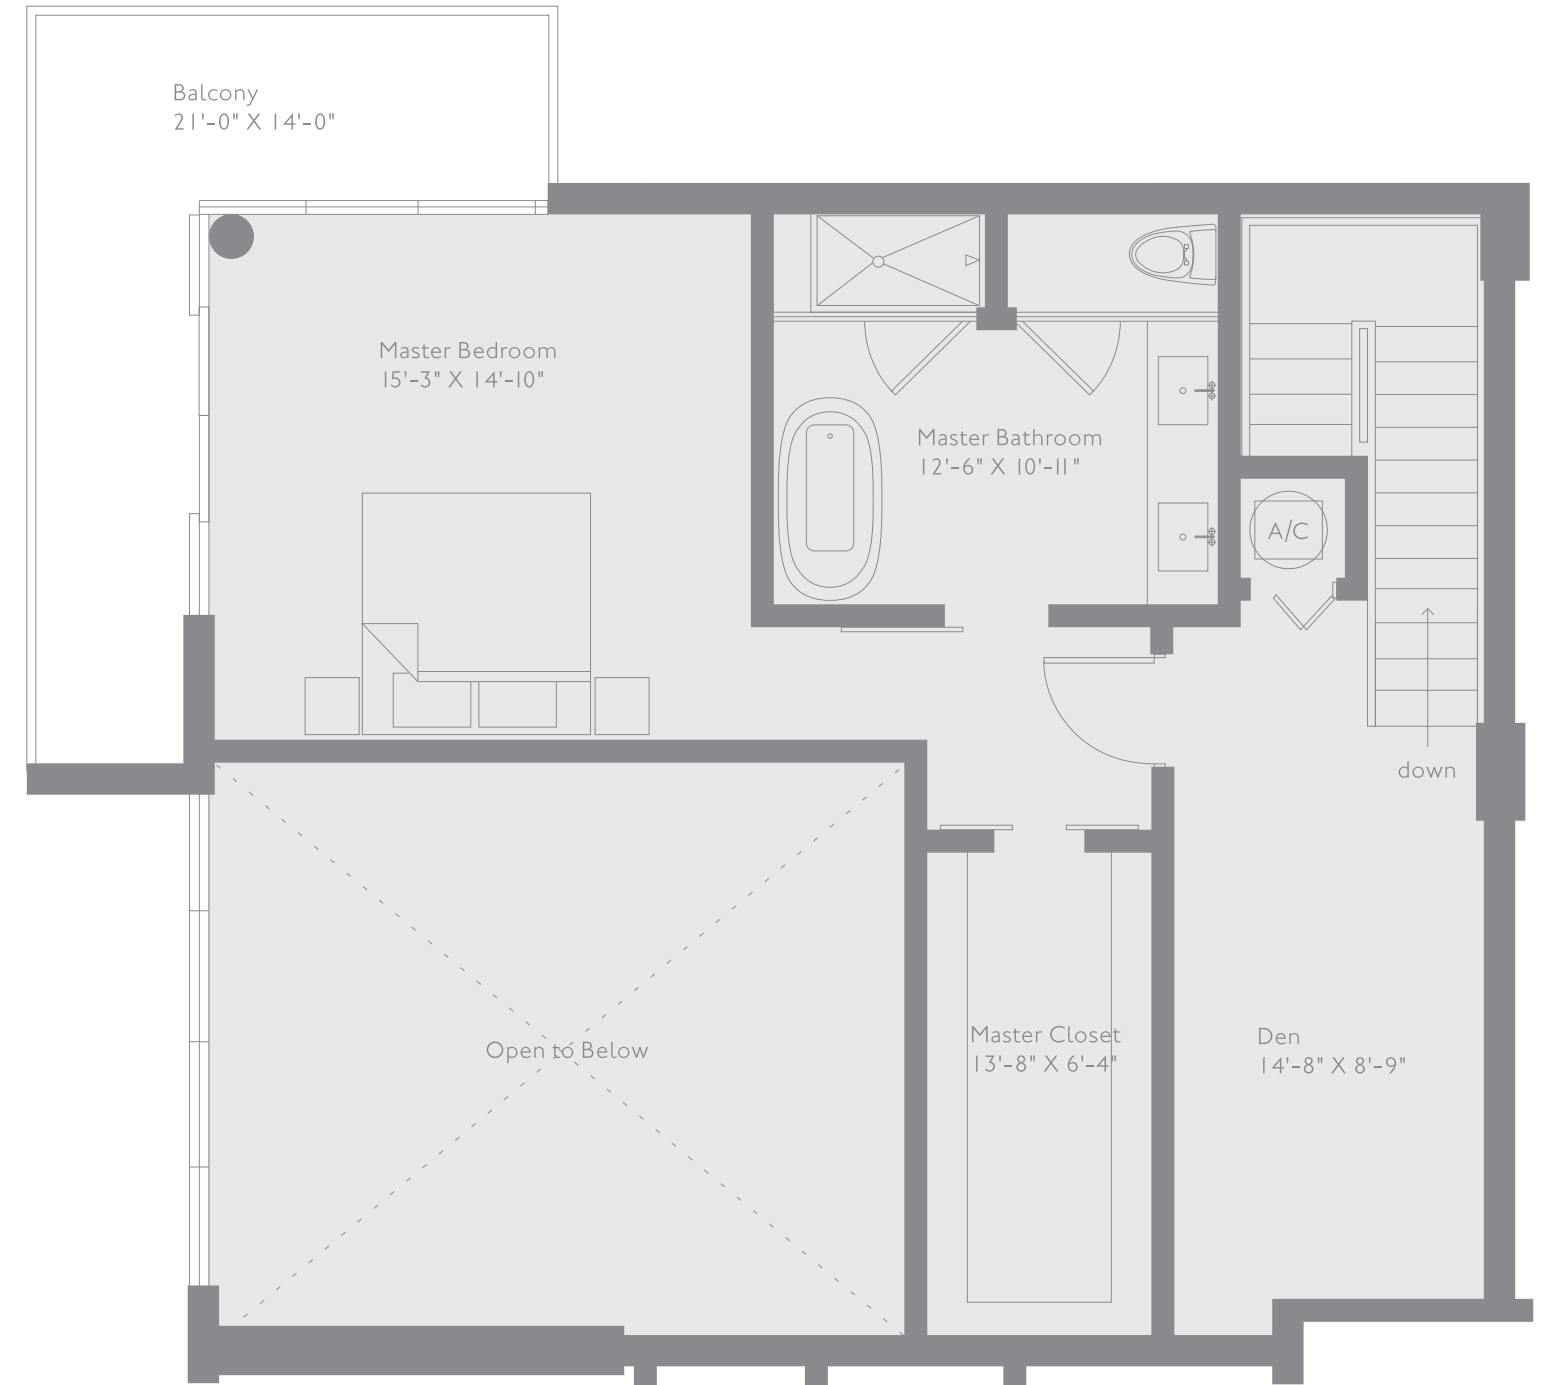 Balcony
21'-0" X 14'-0"
Master Bedroom
15'-3" X 14'-10"
Master Bathroom
12'-6" X 10'-11"
A/C
down
Master Closet
13'-8" X 6'-4"
Den
14'-8" X 8'-9"
Open to Below